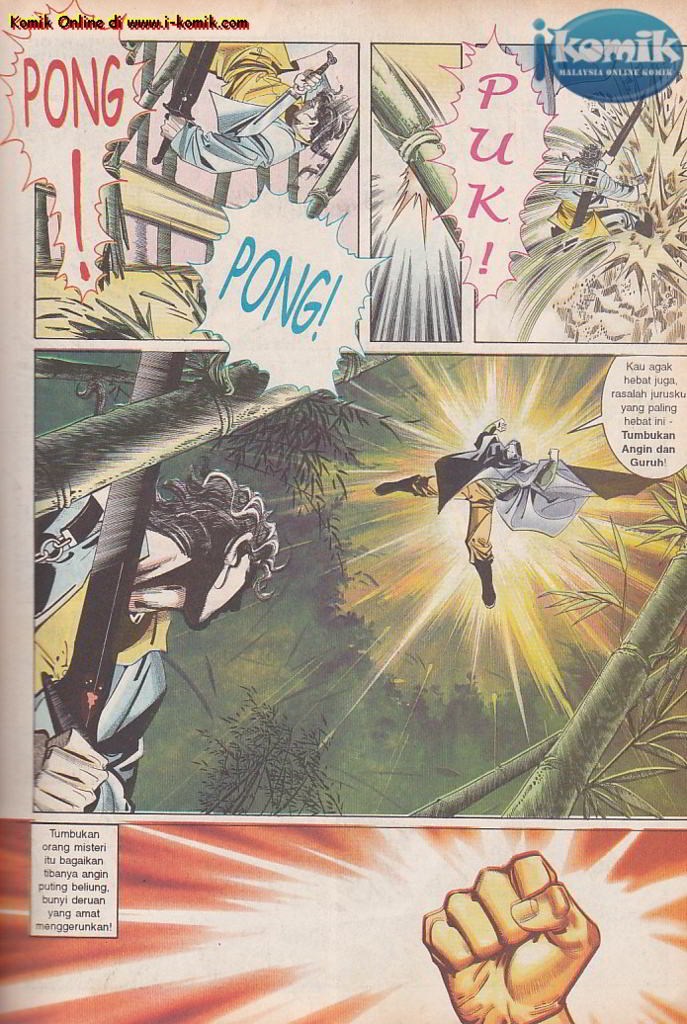 Komik Online di www.i-komik.com
ikomik
MALAYSIA ONLINE KOMIK
PONG
!
PONG!
PUK!
Kau agak
hebat juga,
rasalah jurusku
yang paling
hebat ini -
Tumbukan
Angin dan
Guruh!
Tumbukan
orang misteri
itu bagaikan
tibanya angin
puting beliung,
bunyi deruan
yang amat
menggerunkan!